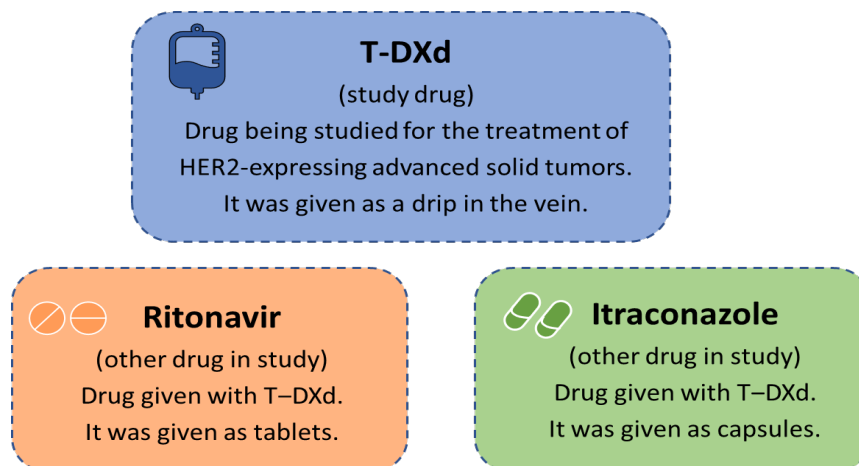 T-DXd
(study drug)
Drug being studied for the treatment of
HER2-expressing advanced solid tumors.
It was given as a drip in the vein.
Ritonavir
(other drug in study)
Drug given with T–DXd.
It was given as tablets.
Itraconazole
(other drug in study)
Drug given with T–DXd.
It was given as capsules.